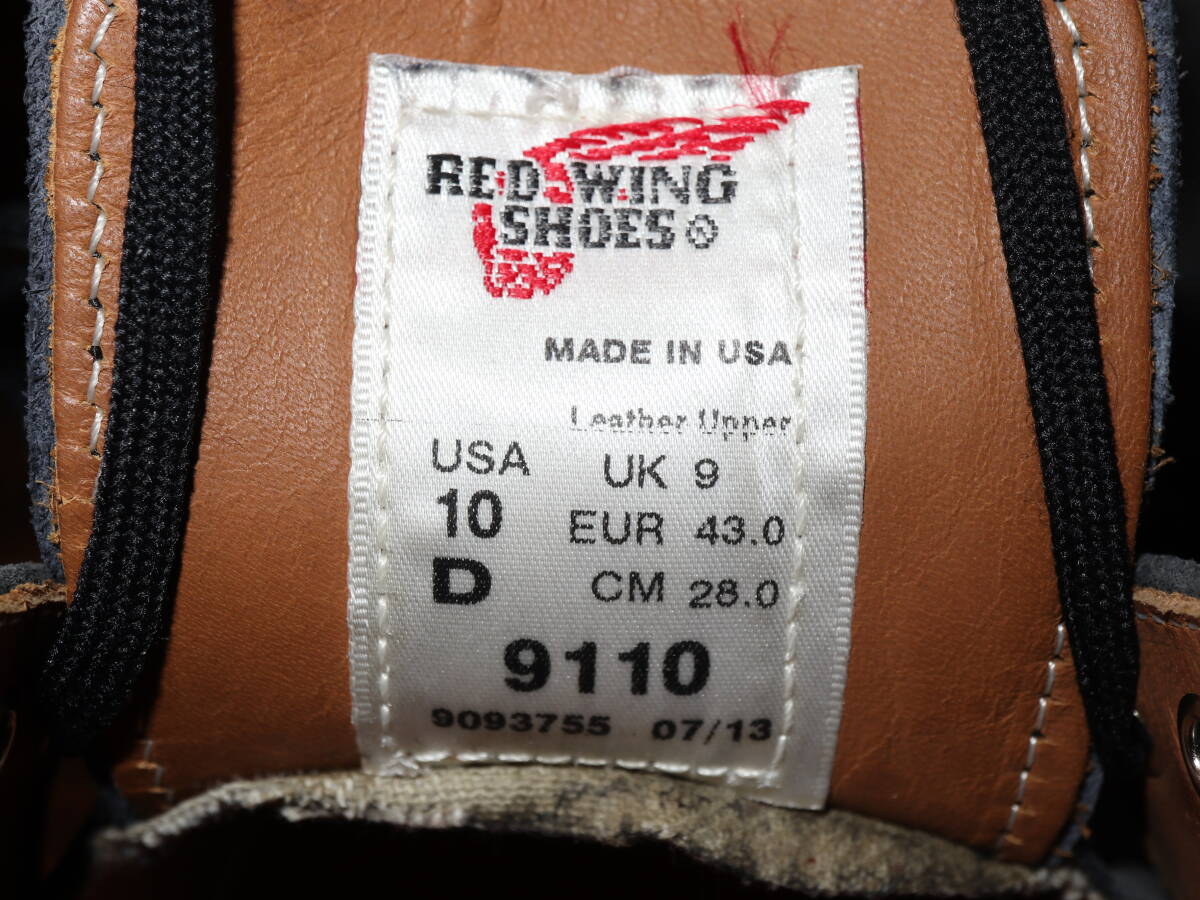 RED WING
SHOES ®
MADE IN USA
Leather Upper
USA UK 9
10 EUR 43.0
D CM 28.0
9110
9093755 07/13